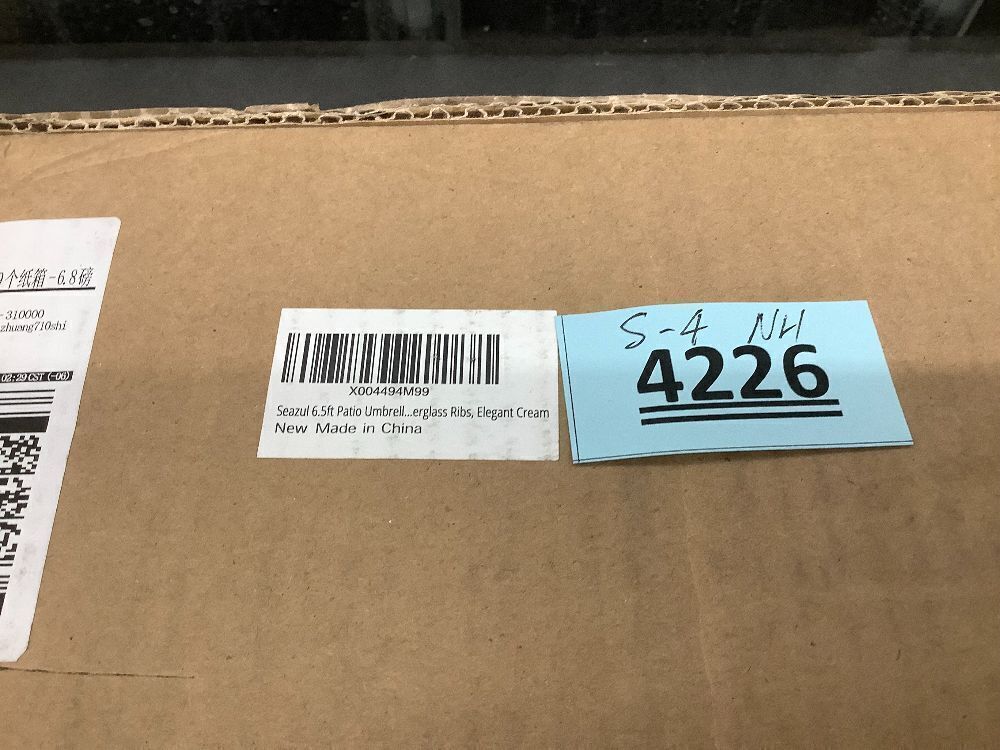 个纸箱-6.8磅
-310000
zhuang710shi
02:29 CST (-06)
X004494M99
Seazul 6.5ft Patio Umbrell...erglass Ribs, Elegant Cream
New Made in China
S-4 NH
4226